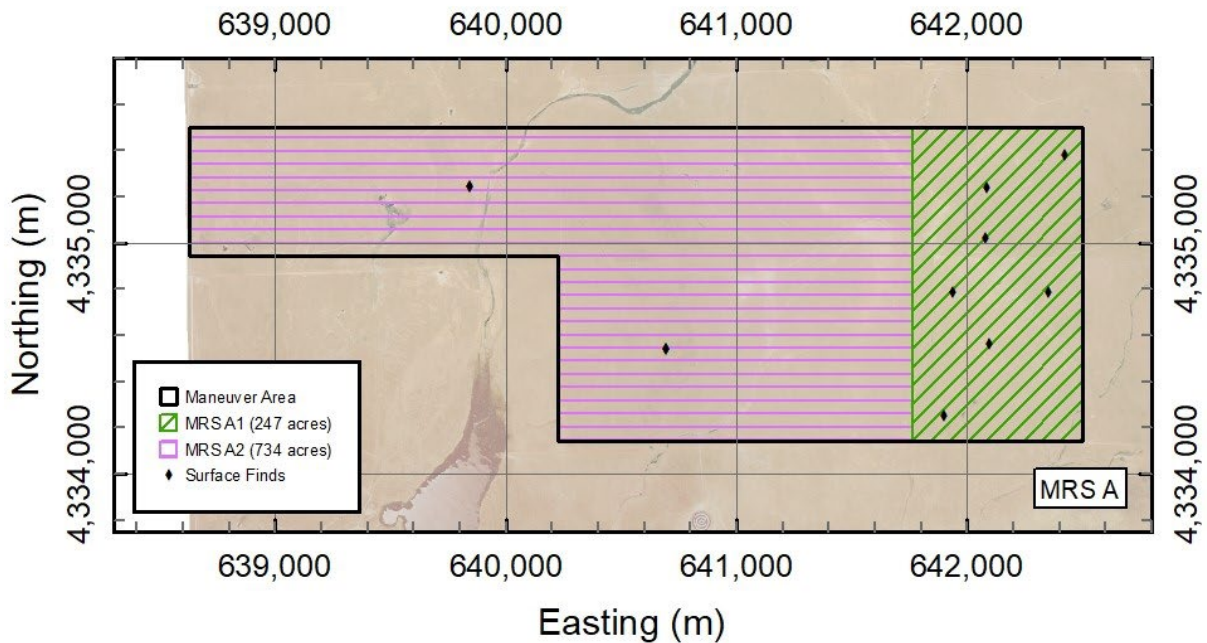 639,000 640,000 641,000 642,000
Northing (m)
4,335,000
4,334,000
4,335,000
4,334,000
Maneuver Area
MRS A1 (247 acres)
MRS A2 (734 acres)
Surface Finds
MRS A
639,000 640,000 641,000 642,000
Easting (m)